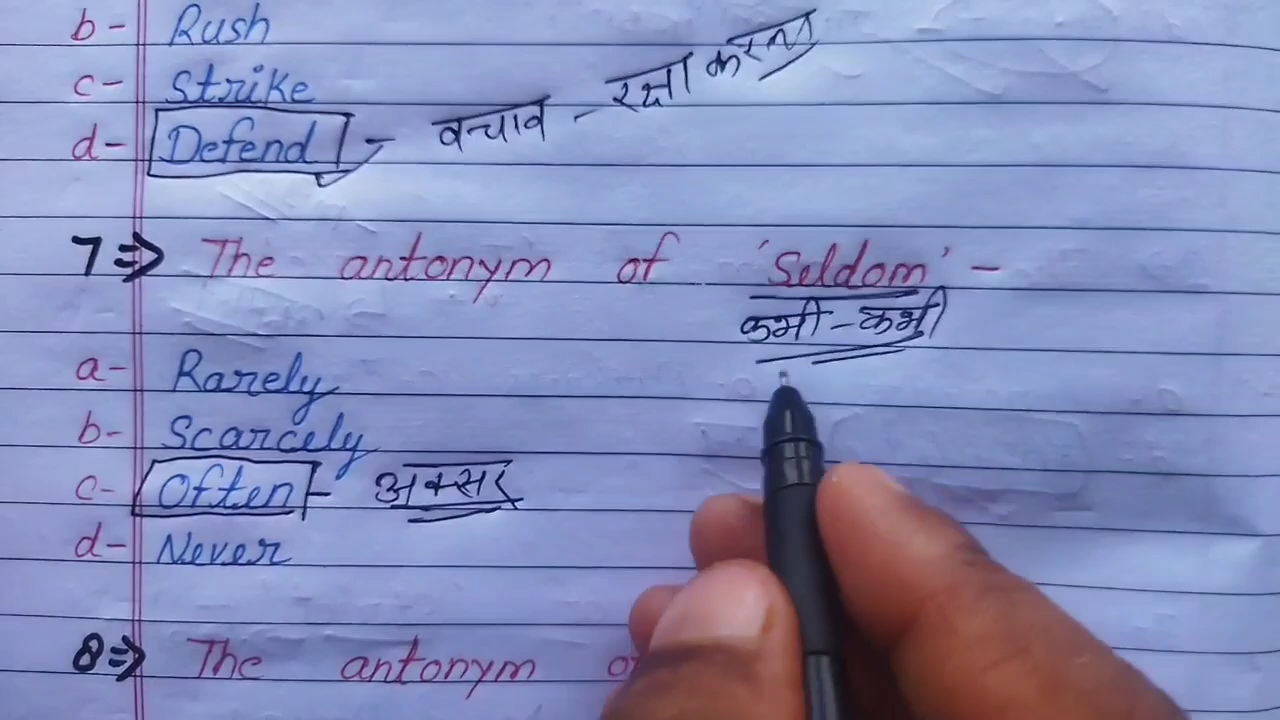 b- Rush
c- Strike
d- Defend - बचाव - रक्षा करना
7⇒ The antonym of 'Seldom' -
कभी-कभी
a- Rarely
b- Scarcely
c- Often - अक्सर
d- Never
8⇒ The antonym